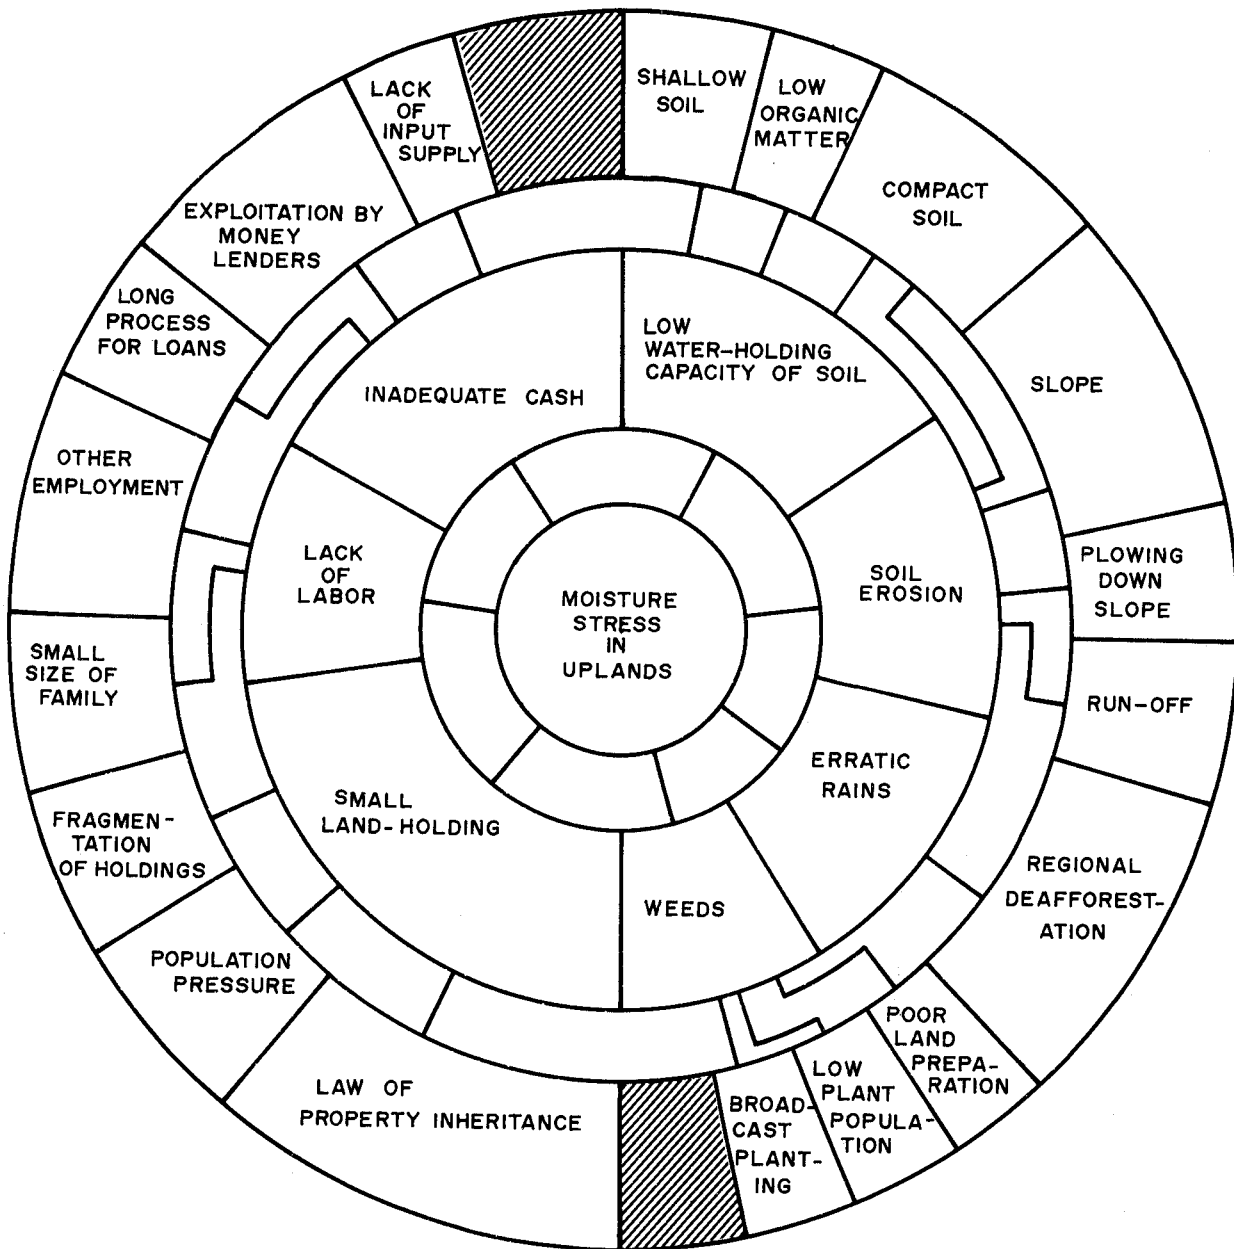 MOISTURE
STRESS
IN
UPLANDS
LOW
WATER-HOLDING
CAPACITY OF SOIL
SOIL
EROSION
ERRATIC
RAINS
WEEDS
SMALL
LAND-HOLDING
LACK
OF
LABOR
INADEQUATE CASH
SHALLOW
SOIL
LOW
ORGANIC
MATTER
COMPACT
SOIL
SLOPE
PLOWING
DOWN
SLOPE
RUN-OFF
REGIONAL
DEAFFOREST-
ATION
POOR
LAND
PREPA-
RATION
LOW
PLANT
POPULA-
TION
BROAD-
CAST
PLANT-
ING
LAW OF
PROPERTY INHERITANCE
POPULATION
PRESSURE
FRAGMEN-
TATION
OF HOLDINGS
SMALL
SIZE OF
FAMILY
OTHER
EMPLOYMENT
LONG
PROCESS
FOR LOANS
EXPLOITATION BY
MONEY
LENDERS
LACK
OF
INPUT
SUPPLY